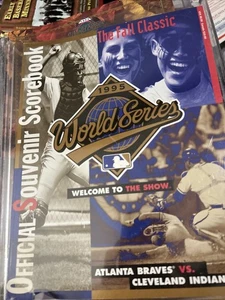 The Fall Classic
Official Souvenir Scorebook
1995
World Series
WELCOME TO THE SHOW.
ATLANTA BRAVES VS.
CLEVELAND INDIAN